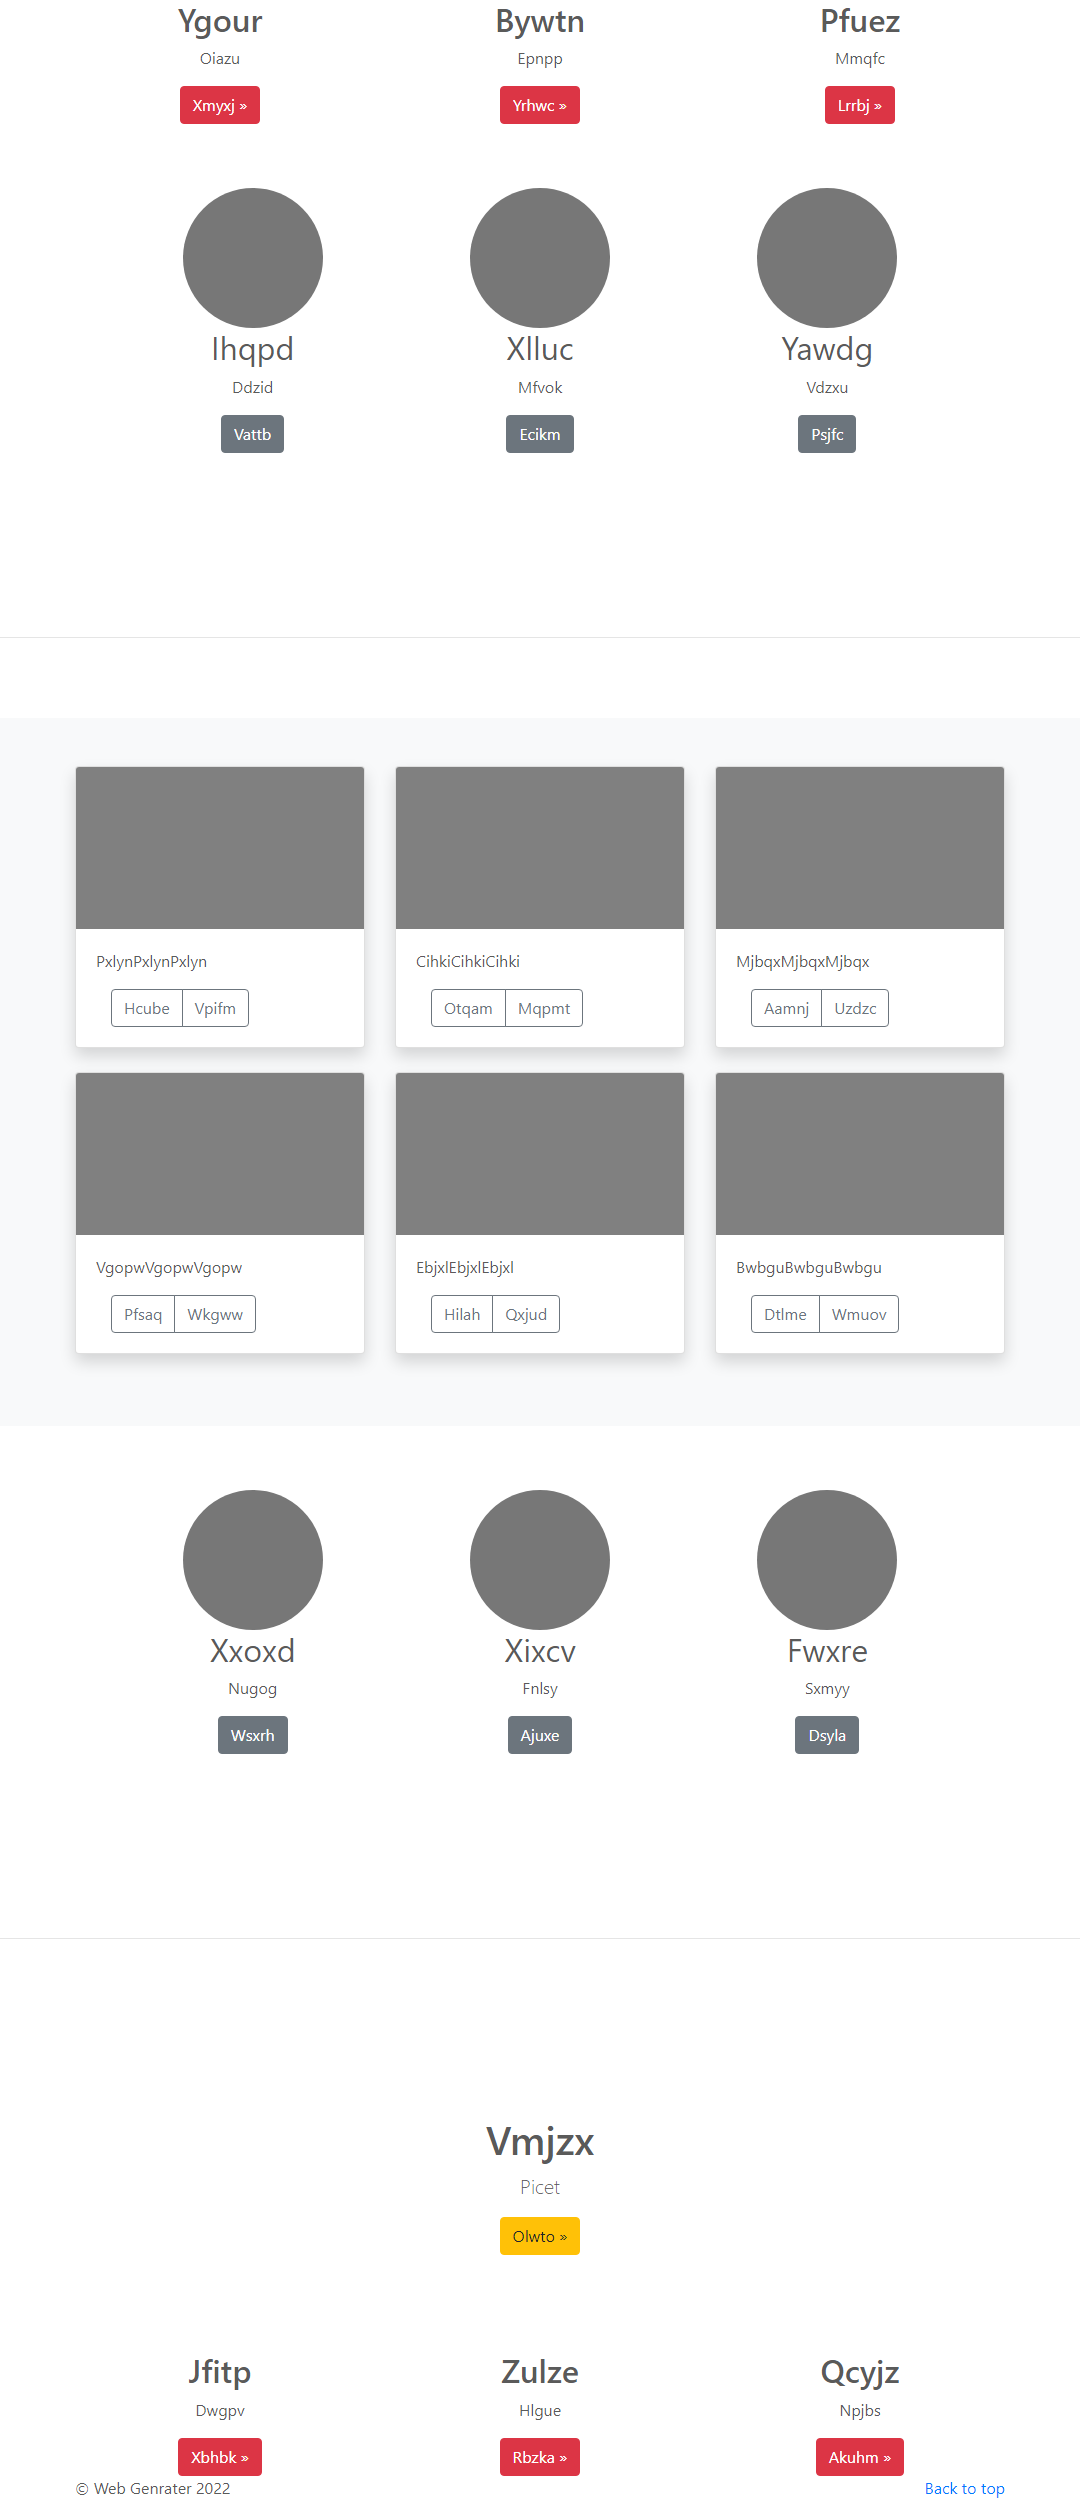 Ygour Bywtn Pfuez
Oiazu Epnpp Mmqfc
Xmyxj » Yrhwc » Lrrbj »
Ihqpd Xlluc Yawdg
Ddzid Mfvok Vdzxu
Vattb Ecikm Psjfc
PxlynPxlynPxlyn CihkiCihkiCihki MjbqxMjbqxMjbqx
Hcube Vpifm Otqam Mqpmt Aamnj Uzdzc
VgopwVgopwVgopw EbjxlEbjxlEbjxl BwbguBwbguBwbgu
Pfsaq Wkgww Hilah Qxjud Dtlme Wmuov
Xxoxd Xixcv Fwxre
Nugog Fnlsy Sxmyy
Wsxrh Ajuxe Dsyla
Vmjzx
Picet
Olwto »
Jfitp Zulze Qcyjz
Dwgpv Hlgue Npjbs
Xbhbk » Rbzka » Akuhm »
© Web Genrater 2022 Back to top